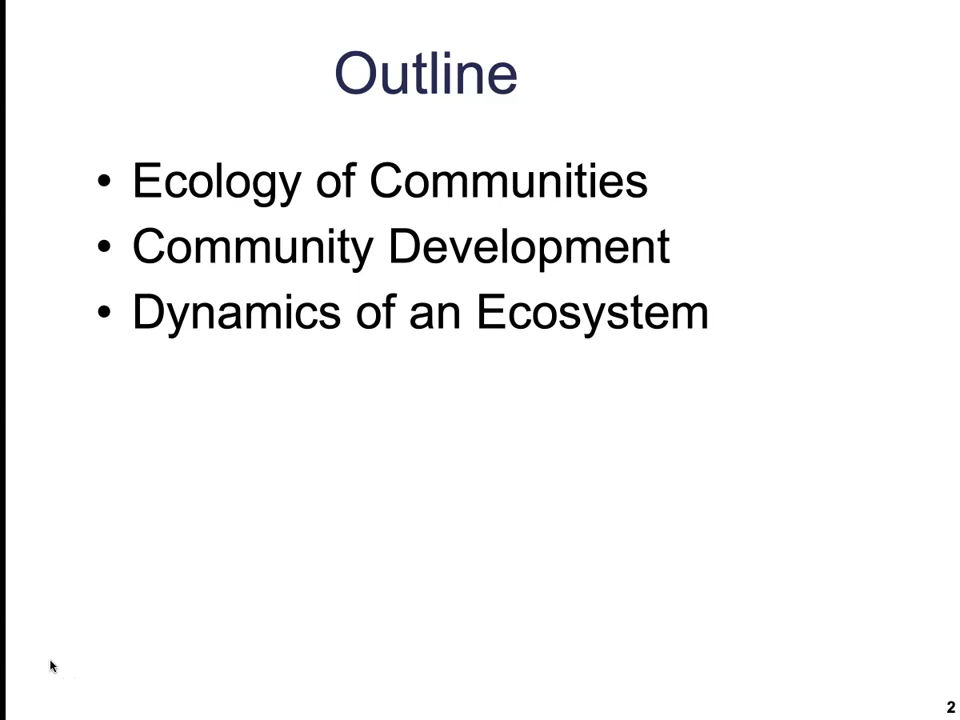 Outline
• Ecology of Communities
• Community Development
• Dynamics of an Ecosystem
2